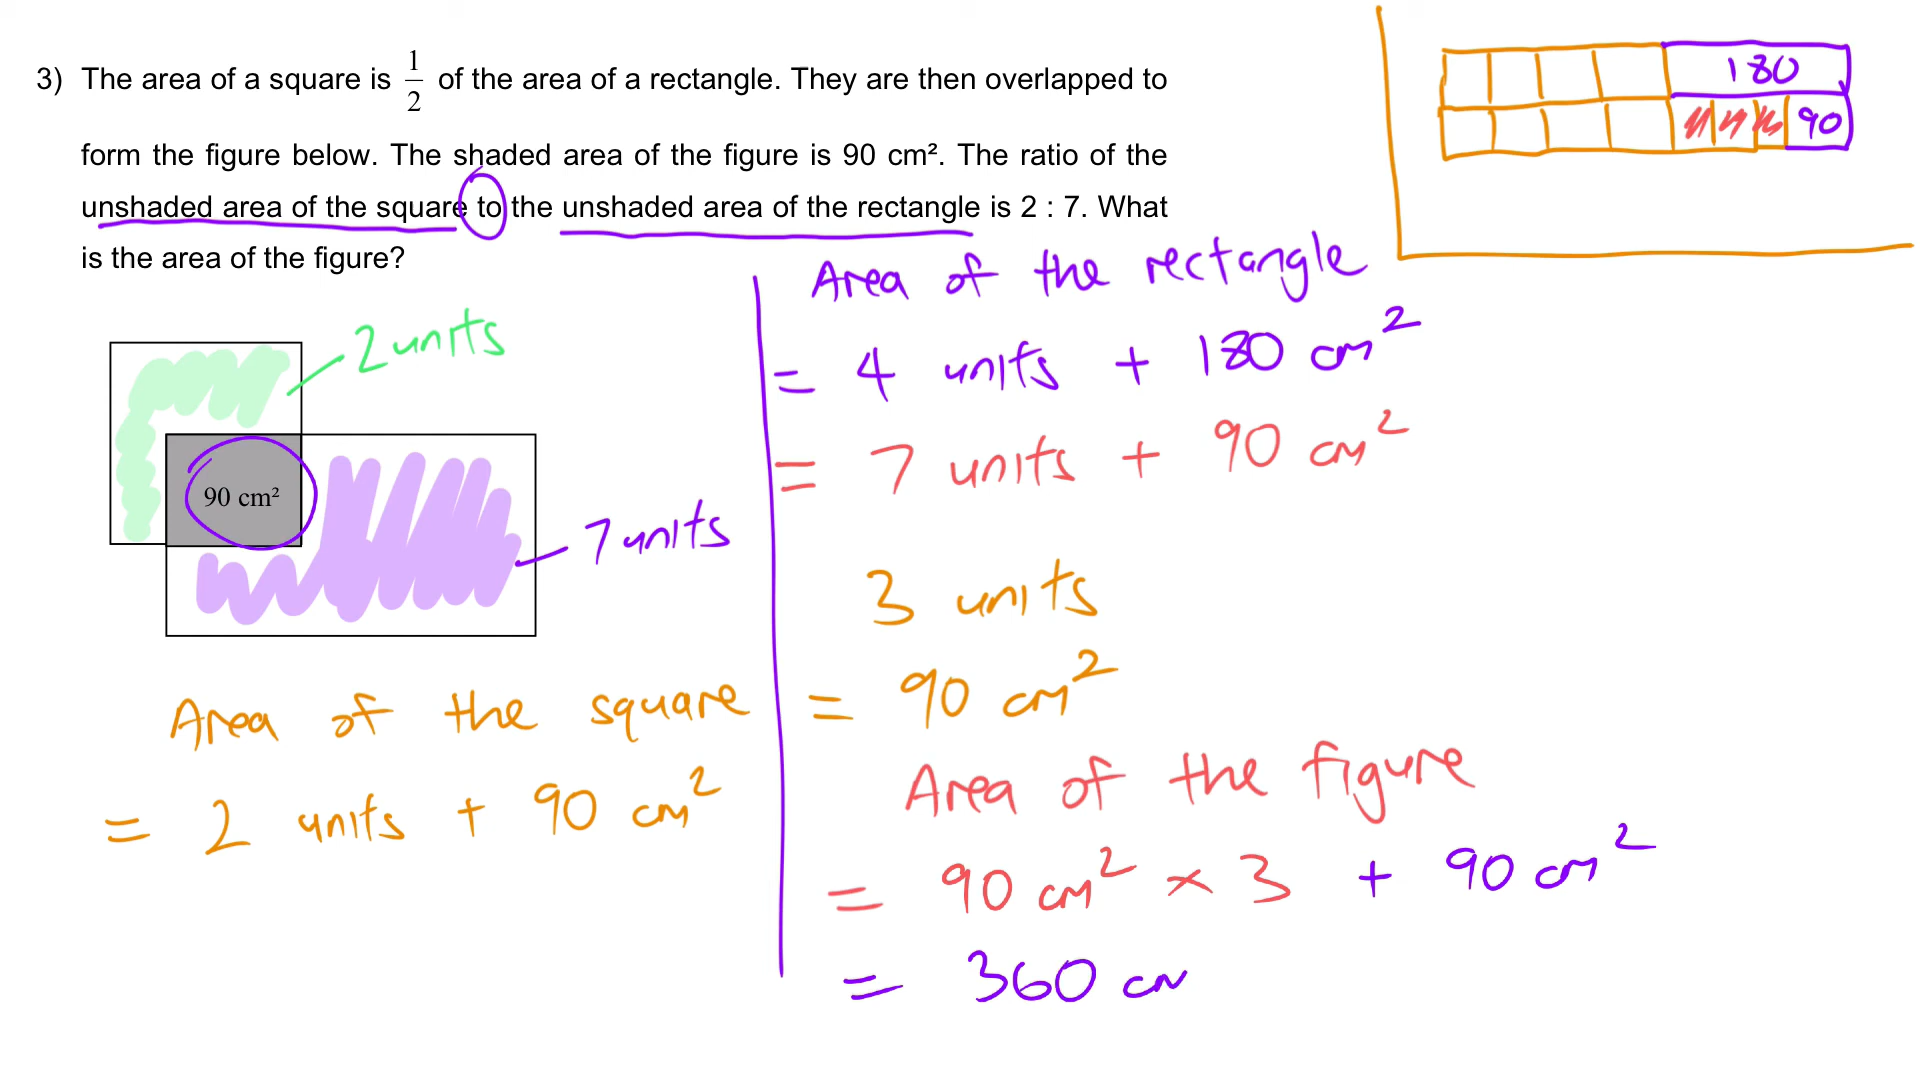 3) The area of a square is 1/2 of the area of a rectangle. They are then overlapped to
form the figure below. The shaded area of the figure is 90 cm². The ratio of the
unshaded area of the square to the unshaded area of the rectangle is 2 : 7. What
is the area of the figure?
180
90
2 units
90 cm²
7 units
Area of the square
= 2 units + 90 cm²
Area of the rectangle
= 4 units + 180 cm²
= 7 units + 90 cm²
3 units
= 90 cm²
Area of the figure
= 90 cm² × 3 + 90 cm²
= 360 cm